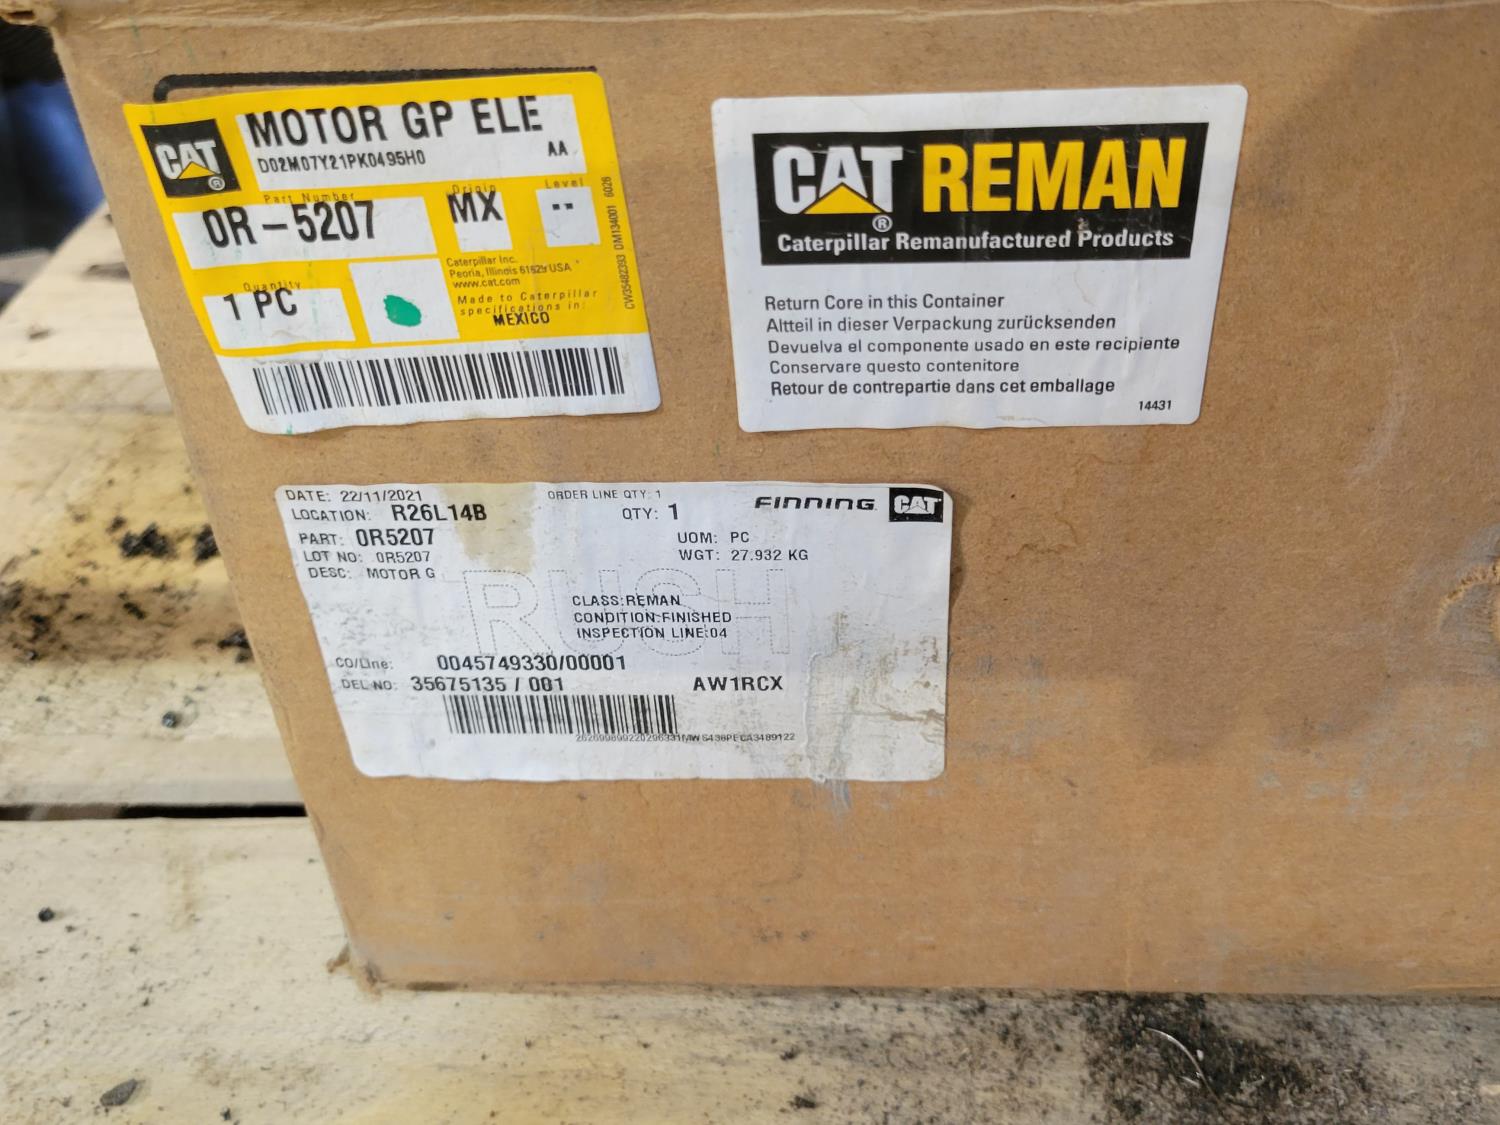 CAT
MOTOR GP ELE
D02M07Y21PK0495H0 AA
Part Number Origin Level
0R-5207 MX --
Quantity
1 PC
Caterpillar Inc.
Peoria, Illinois 61629 USA
www.cat.com
Made to Caterpillar
specifications in:
MEXICO
CW35482393 DM134001 6026
CAT REMAN
Caterpillar Remanufactured Products
Return Core in this Container
Altteil in dieser Verpackung zurücksenden
Devuelva el componente usado en este recipiente
Conservare questo contenitore
Retour de contrepartie dans cet emballage
14431
DATE: 22/11/2021 ORDER LINE QTY: 1
LOCATION: R26L14B QTY: 1 FINNING CAT
PART: 0R5207 UOM: PC
LOT NO: 0R5207 WGT: 27.932 KG
DESC: MOTOR G
RUSH
CLASS:REMAN
CONDITION:FINISHED
INSPECTION LINE:04
CO/Line: 0045749330/00001
DEL NO: 35675135 / 001 AW1RCX